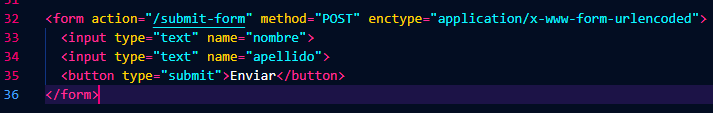 32 <form action="/submit-form" method="POST" enctype="application/x-www-form-urlencoded">
33 <input type="text" name="nombre">
34 <input type="text" name="apellido">
35 <button type="submit">Enviar</button>
36 </form>